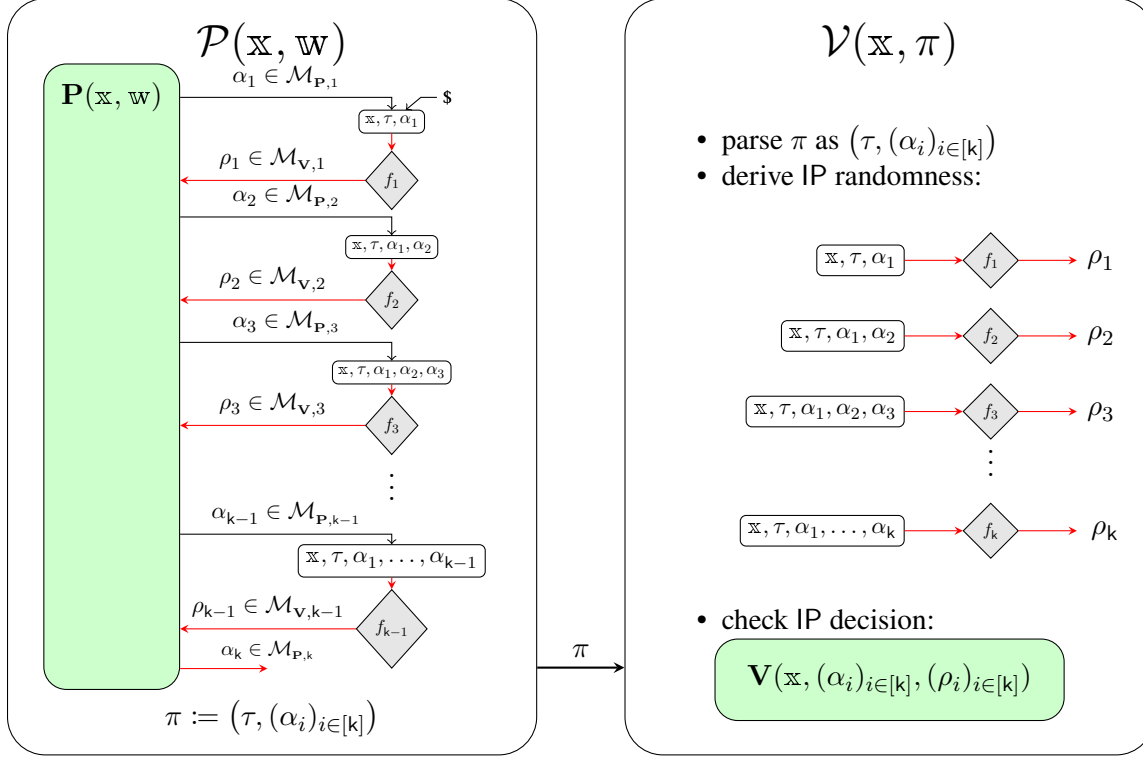 𝒫(𝕩, 𝕨)
𝐏(𝕩, 𝕨)
α₁ ∈ ℳ_{𝐏,1}
$
𝕩, τ, α₁
ρ₁ ∈ ℳ_{𝐕,1}
f₁
α₂ ∈ ℳ_{𝐏,2}
𝕩, τ, α₁, α₂
ρ₂ ∈ ℳ_{𝐕,2}
f₂
α₃ ∈ ℳ_{𝐏,3}
𝕩, τ, α₁, α₂, α₃
ρ₃ ∈ ℳ_{𝐕,3}
f₃
⋮
α_{k−1} ∈ ℳ_{𝐏,k−1}
𝕩, τ, α₁, …, α_{k−1}
ρ_{k−1} ∈ ℳ_{𝐕,k−1}
f_{k−1}
α_k ∈ ℳ_{𝐏,k}
π := (τ, (α_i)_{i∈[k]})
π
𝒱(𝕩, π)
• parse π as (τ, (α_i)_{i∈[k]})
• derive IP randomness:
𝕩, τ, α₁ f₁ ρ₁
𝕩, τ, α₁, α₂ f₂ ρ₂
𝕩, τ, α₁, α₂, α₃ f₃ ρ₃
⋮
𝕩, τ, α₁, …, α_k f_k ρ_k
• check IP decision:
𝐕(𝕩, (α_i)_{i∈[k]}, (ρ_i)_{i∈[k]})